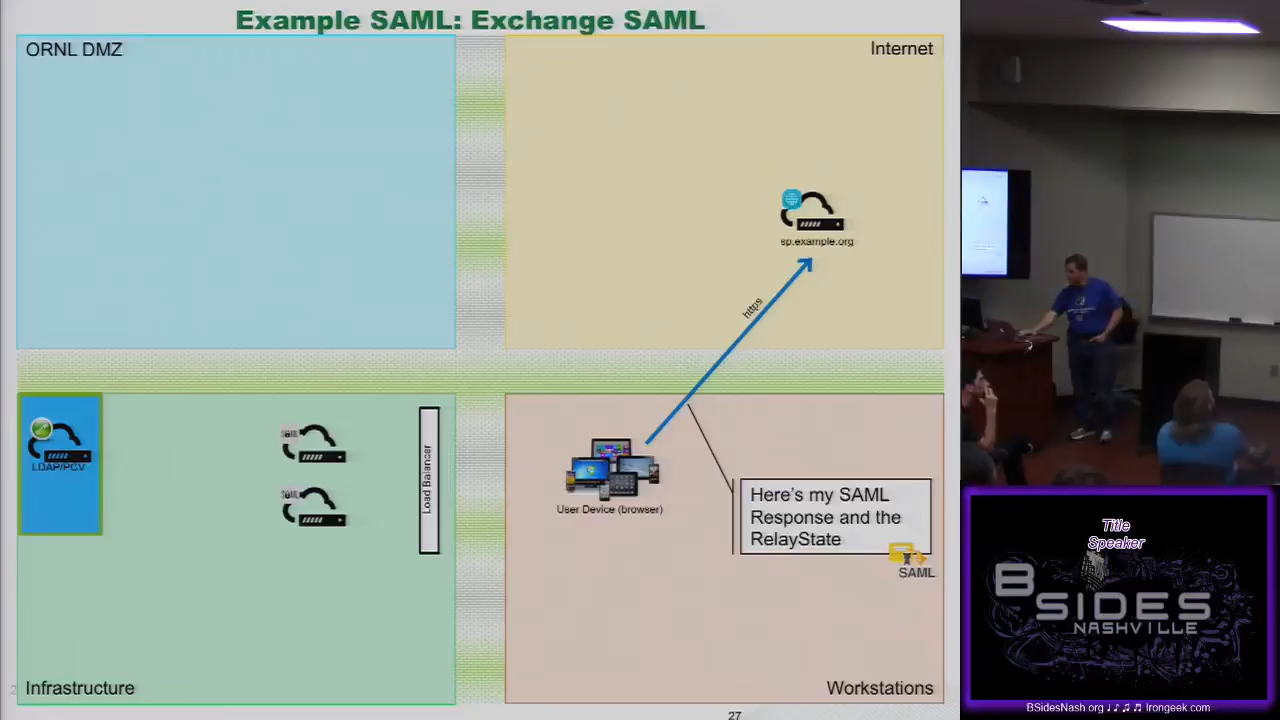 Example SAML: Exchange SAML
ORNL DMZ
Internet
sp.example.org
https
LDAP/PCV
Load Balancer
User Device (browser)
Here's my SAML
Response and the
RelayState
SAML
Infrastructure
Workstations
27
Title
Speaker
BSIDES
NASHVILLE
BSidesNash.org ♩♪♫♬ Irongeek.com